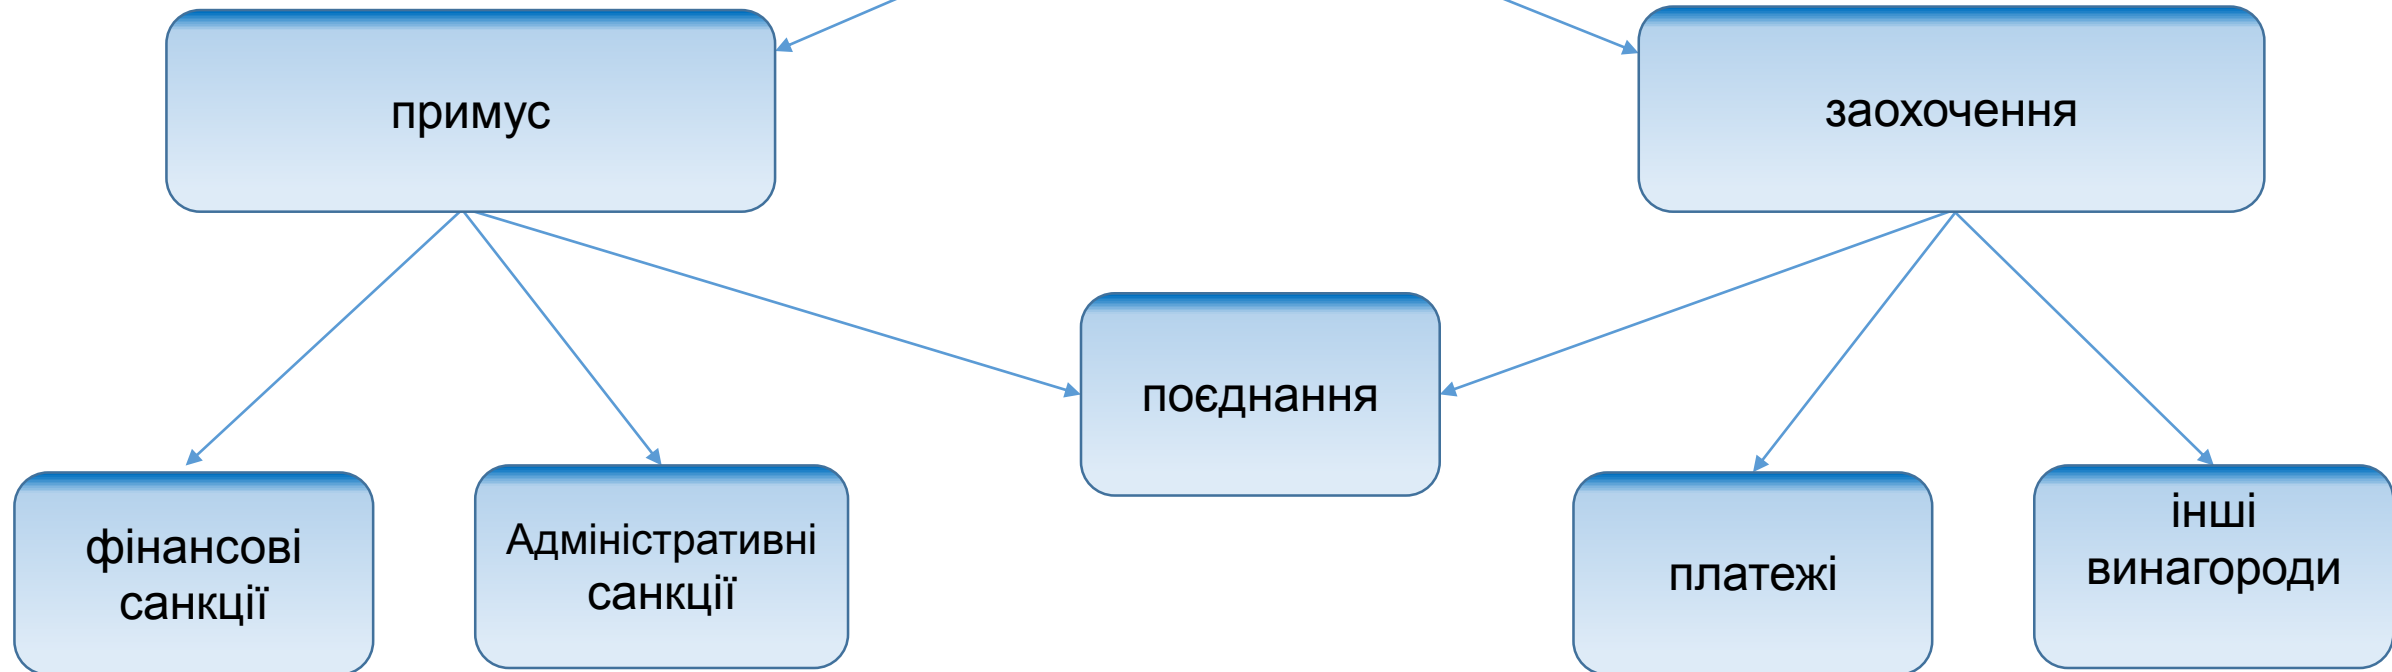 примус
заохочення
поєднання
фінансові
санкції
Адміністративні
санкції
платежі
інші
винагороди